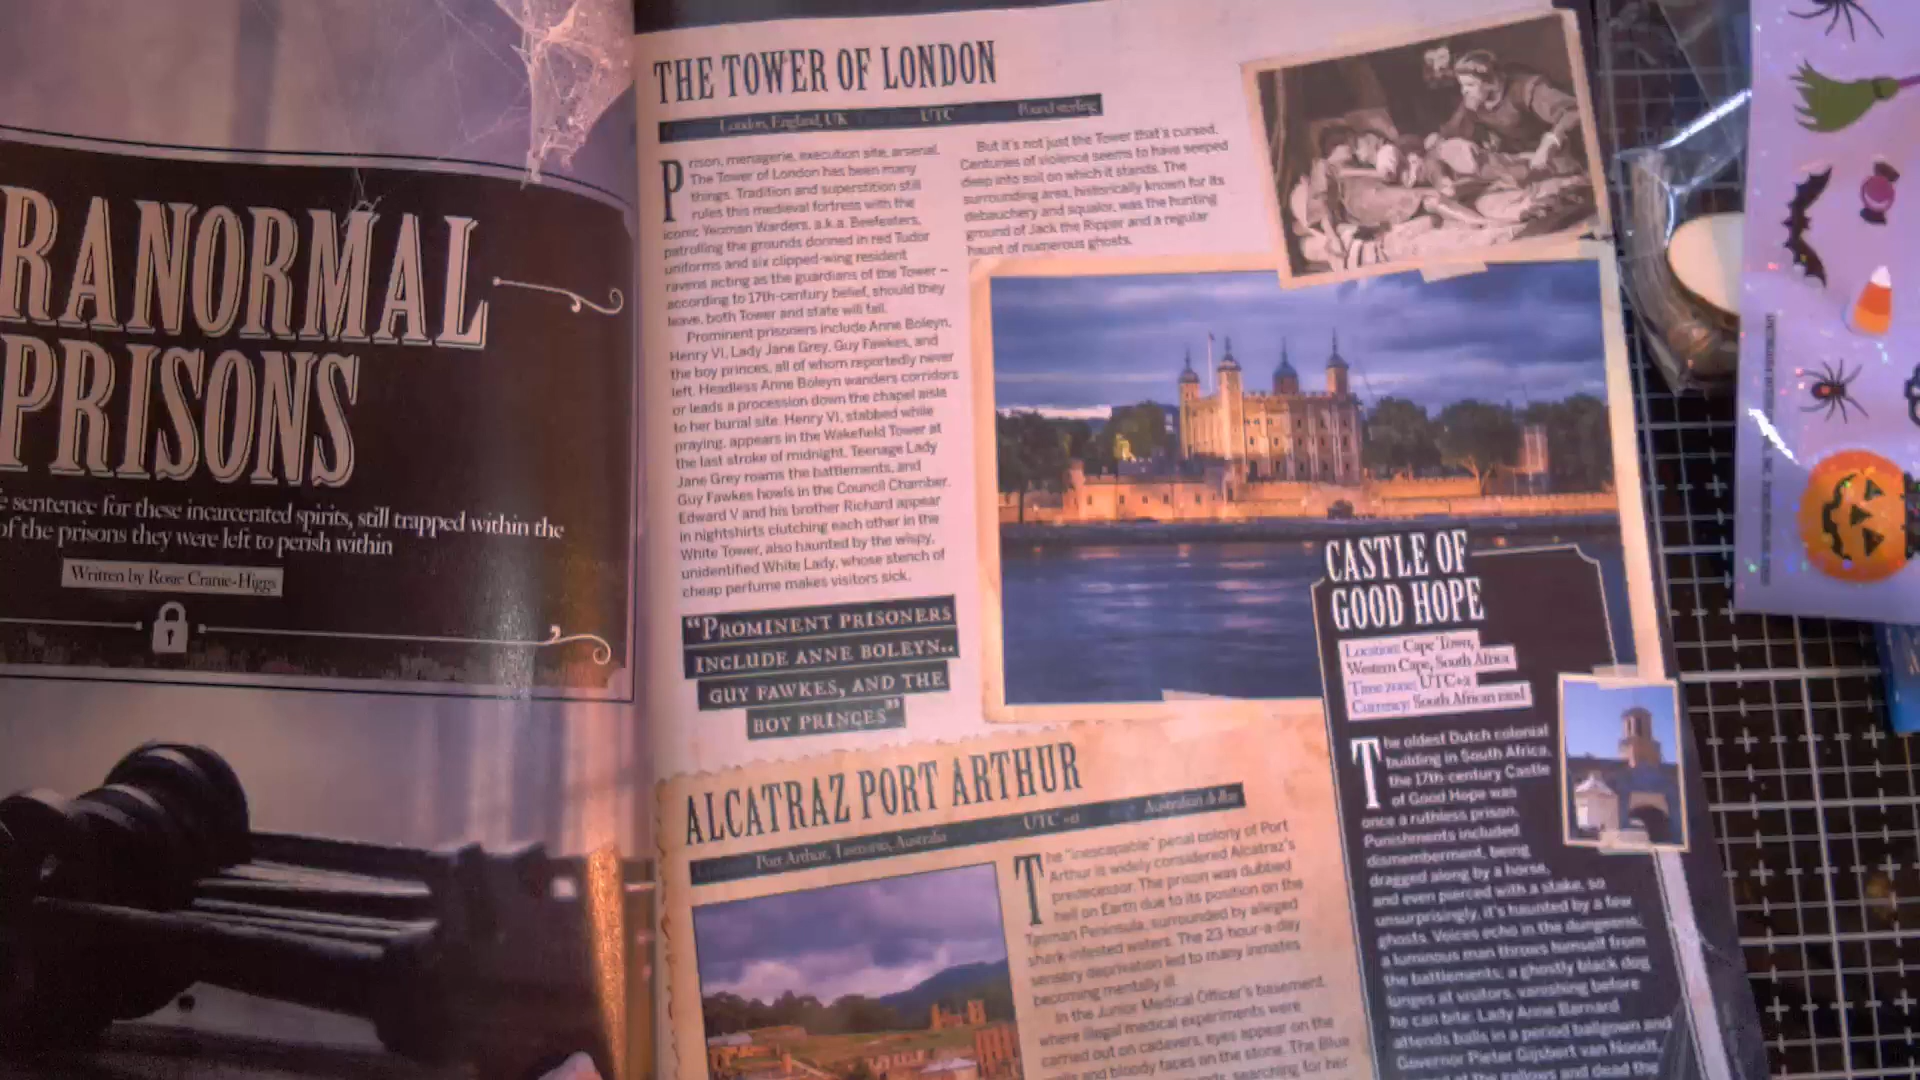 RANORMAL
PRISONS
sentence for these incarcerated spirits, still trapped within the
of the prisons they were left to perish within
Written by Rosie Crane-Higgs
THE TOWER OF LONDON
London, England, UK UTC Pound sterling
Prison, menagerie, execution site, arsenal.
The Tower of London has been many
things. Tradition and superstition still
rules this medieval fortress with the
iconic Yeoman Warders, a.k.a. Beefeaters,
patrolling the grounds donned in red Tudor
uniforms and six clipped-wing resident
ravens acting as the guardians of the Tower –
according to 17th-century belief, should they
leave, both Tower and state will fall.
Prominent prisoners include Anne Boleyn,
Henry VI, Lady Jane Grey, Guy Fawkes, and
the boy princes, all of whom reportedly never
left. Headless Anne Boleyn wanders corridors
or leads a procession down the chapel aisle
to her burial site. Henry VI, stabbed while
praying, appears in the Wakefield Tower at
the last stroke of midnight. Teenage Lady
Jane Grey roams the battlements, and
Guy Fawkes howls in the Council Chamber.
Edward V and his brother Richard appear
in nightshirts clutching each other in the
White Tower, also haunted by the wispy,
unidentified White Lady, whose stench of
cheap perfume makes visitors sick.
But it's not just the Tower that's cursed.
Centuries of violence seems to have seeped
deep into soil on which it stands. The
surrounding area, historically known for its
debauchery and squalor, was the hunting
ground of Jack the Ripper and a regular
haunt of numerous ghosts.
"PROMINENT PRISONERS
INCLUDE ANNE BOLEYN..
GUY FAWKES, AND THE
BOY PRINCES"
ALCATRAZ PORT ARTHUR
Port Arthur, Tasmania, Australia UTC Australian dollar
The "inescapable" penal colony of Port
Arthur is widely considered Alcatraz's
predecessor. The prison was dubbed
hell on Earth due to its position on the
Tasman Peninsula, surrounded by alleged
shark-infested waters. The 23-hour-a-day
sensory deprivation led to many inmates
becoming mentally ill.
In the Junior Medical Officer's basement,
where illegal medical experiments were
carried out on cadavers, eyes appear on the
and bloody faces on the stone. The Blue
searching for her
CASTLE OF
GOOD HOPE
Location: Cape Town,
Western Cape, South Africa
Time zone: UTC+2
Currency: South African rand
The oldest Dutch colonial
building in South Africa,
the 17th-century Castle
of Good Hope was
once a ruthless prison.
Punishments included
dismemberment, being
dragged along by a horse,
and even pierced with a stake, so
unsurprisingly, it's haunted by a few
ghosts. Voices echo in the dungeons,
a luminous man throws himself from
the battlements, a ghostly black dog
lunges at visitors, vanishing before
he can bite. Lady Anne Barnard
attends balls in a period ballgown and
Governor Pieter Gijsbert van Noodt,
at the gallows and dead the